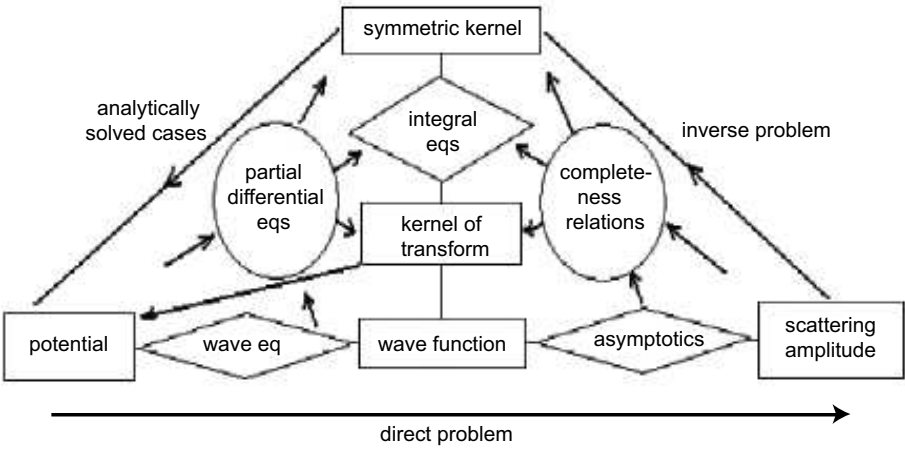 symmetric kernel
analytically
solved cases
integral
eqs
inverse problem
partial
differential
eqs
complete-
ness
relations
kernel of
transform
potential
wave eq
wave function
asymptotics
scattering
amplitude
direct problem